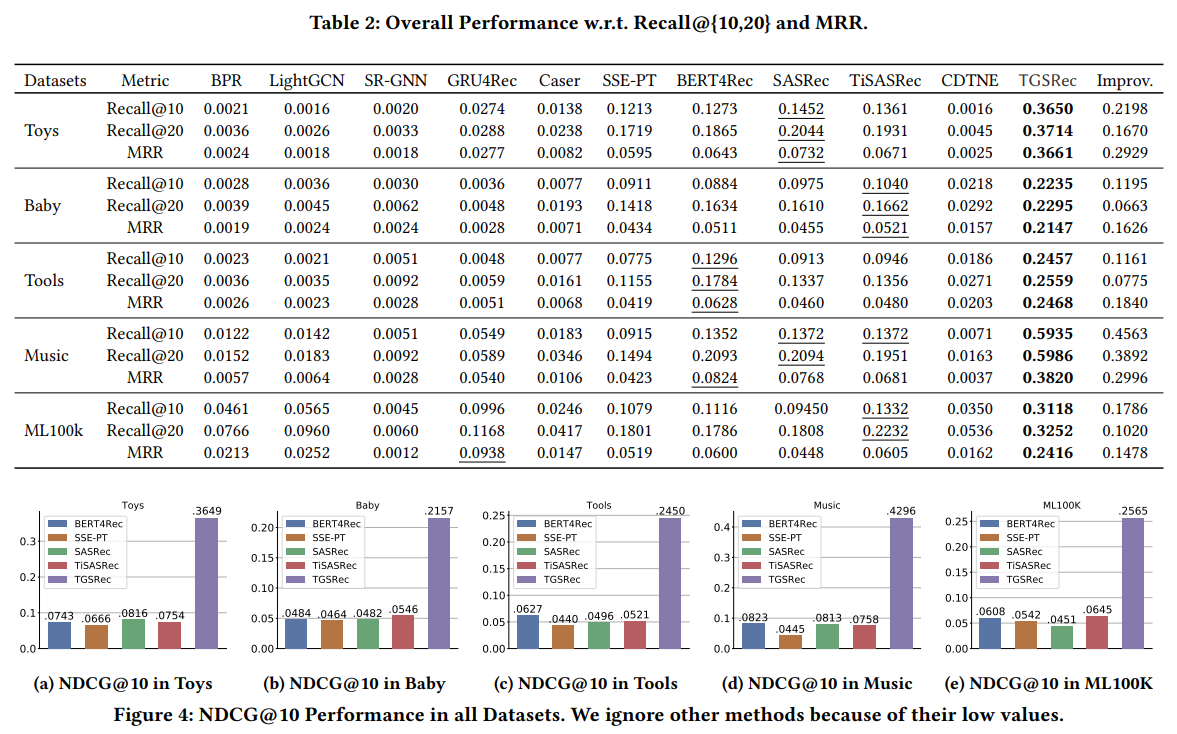 Table 2: Overall Performance w.r.t. Recall@{10,20} and MRR.
Datasets Metric BPR LightGCN SR-GNN GRU4Rec Caser SSE-PT BERT4Rec SASRec TiSASRec CDTNE TGSRec Improv.
Recall@10 0.0021 0.0016 0.0020 0.0274 0.0138 0.1213 0.1273 0.1452 0.1361 0.0016 0.3650 0.2198
Toys Recall@20 0.0036 0.0026 0.0033 0.0288 0.0238 0.1719 0.1865 0.2044 0.1931 0.0045 0.3714 0.1670
MRR 0.0024 0.0018 0.0018 0.0277 0.0082 0.0595 0.0643 0.0732 0.0671 0.0025 0.3661 0.2929
Recall@10 0.0028 0.0036 0.0030 0.0036 0.0077 0.0911 0.0884 0.0975 0.1040 0.0218 0.2235 0.1195
Baby Recall@20 0.0039 0.0045 0.0062 0.0048 0.0193 0.1418 0.1634 0.1610 0.1662 0.0292 0.2295 0.0663
MRR 0.0019 0.0024 0.0024 0.0028 0.0071 0.0434 0.0511 0.0455 0.0521 0.0157 0.2147 0.1626
Recall@10 0.0023 0.0021 0.0051 0.0048 0.0077 0.0775 0.1296 0.0913 0.0946 0.0186 0.2457 0.1161
Tools Recall@20 0.0036 0.0035 0.0092 0.0059 0.0161 0.1155 0.1784 0.1337 0.1356 0.0271 0.2559 0.0775
MRR 0.0026 0.0023 0.0028 0.0051 0.0068 0.0419 0.0628 0.0460 0.0480 0.0203 0.2468 0.1840
Recall@10 0.0122 0.0142 0.0051 0.0549 0.0183 0.0915 0.1352 0.1372 0.1372 0.0071 0.5935 0.4563
Music Recall@20 0.0152 0.0183 0.0092 0.0589 0.0346 0.1494 0.2093 0.2094 0.1951 0.0163 0.5986 0.3892
MRR 0.0057 0.0064 0.0028 0.0540 0.0106 0.0423 0.0824 0.0768 0.0681 0.0037 0.3820 0.2996
Recall@10 0.0461 0.0565 0.0045 0.0996 0.0246 0.1079 0.1116 0.09450 0.1332 0.0350 0.3118 0.1786
ML100k Recall@20 0.0766 0.0960 0.0060 0.1168 0.0417 0.1801 0.1786 0.1808 0.2232 0.0536 0.3252 0.1020
MRR 0.0213 0.0252 0.0012 0.0938 0.0147 0.0519 0.0600 0.0448 0.0605 0.0162 0.2416 0.1478
Toys
.3649
BERT4Rec
SSE-PT
SASRec
TiSASRec
TGSRec
0.3
0.2
0.1
0.0
.0743 .0666 .0816 .0754
(a) NDCG@10 in Toys
Baby
.2157
BERT4Rec
SSE-PT
SASRec
TiSASRec
TGSRec
0.20
0.15
0.10
0.05
0.00
.0484 .0464 .0482 .0546
(b) NDCG@10 in Baby
Tools
.2450
BERT4Rec
SSE-PT
SASRec
TiSASRec
TGSRec
0.25
0.20
0.15
0.10
0.05
0.00
.0627 .0440 .0496 .0521
(c) NDCG@10 in Tools
Music
.4296
BERT4Rec
SSE-PT
SASRec
TiSASRec
TGSRec
0.4
0.3
0.2
0.1
0.0
.0823 .0445 .0813 .0758
(d) NDCG@10 in Music
ML100K
.2565
BERT4Rec
SSE-PT
SASRec
TiSASRec
TGSRec
0.25
0.20
0.15
0.10
0.05
0.00
.0608 .0542 .0451 .0645
(e) NDCG@10 in ML100K
Figure 4: NDCG@10 Performance in all Datasets. We ignore other methods because of their low values.